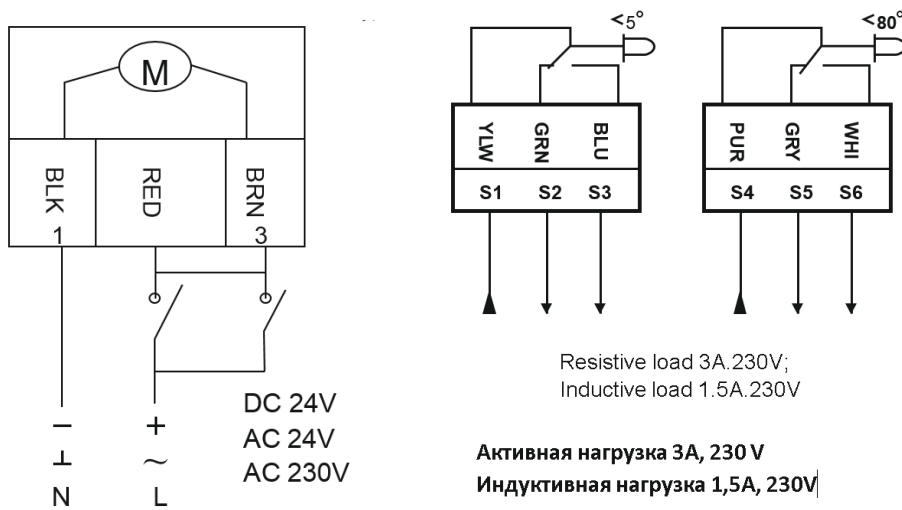 M
BLK
1
RED
BRN
3
−
+
DC 24V
⊥
~
AC 24V
N
L
AC 230V
<5°
YLW
GRN
BLU
S1
S2
S3
<80°
PUR
GRY
WHI
S4
S5
S6
Resistive load 3A.230V;
Inductive load 1.5A.230V
Активная нагрузка 3А, 230 V
Индуктивная нагрузка 1,5А, 230V